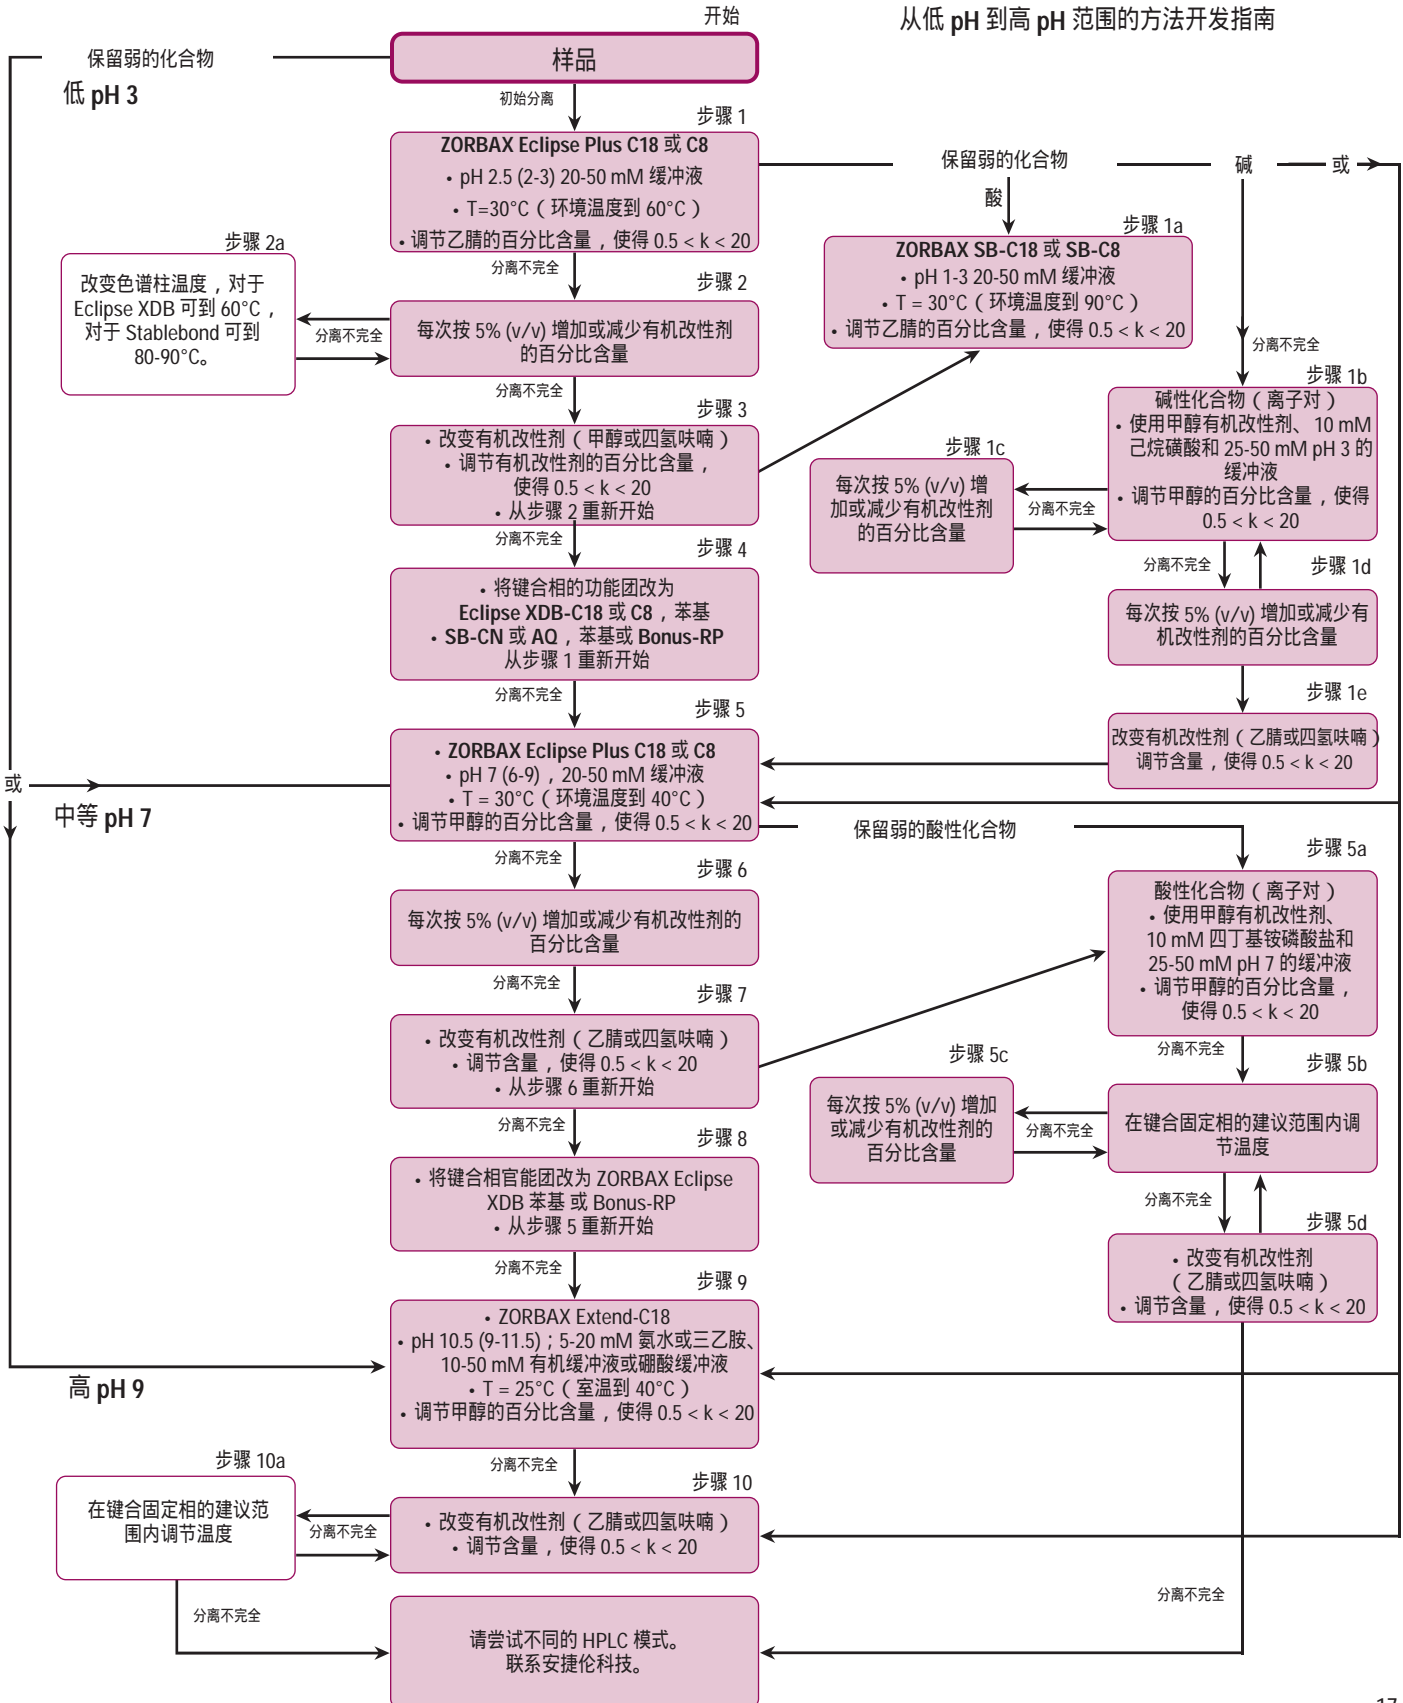 开始
从低 pH 到高 pH 范围的方法开发指南
保留弱的化合物
样品
低 pH 3
初始分离
步骤 1
ZORBAX Eclipse Plus C18 或 C8
• pH 2.5 (2-3) 20-50 mM 缓冲液
• T=30°C（环境温度到 60°C）
• 调节乙腈的百分比含量，使得 0.5 < k < 20
保留弱的化合物
碱
或
酸
步骤 1a
ZORBAX SB-C18 或 SB-C8
• pH 1-3 20-50 mM 缓冲液
• T = 30°C（环境温度到 90°C）
• 调节乙腈的百分比含量，使得 0.5 < k < 20
分离不完全
步骤 2
每次按 5% (v/v) 增加或减少有机改性剂
的百分比含量
步骤 2a
改变色谱柱温度，对于
Eclipse XDB 可到 60°C，
对于 Stablebond 可到
80-90°C。
分离不完全
分离不完全
步骤 3
• 改变有机改性剂（甲醇或四氢呋喃）
• 调节有机改性剂的百分比含量，
使得 0.5 < k < 20
• 从步骤 2 重新开始
分离不完全
步骤 1b
碱性化合物（离子对）
• 使用甲醇有机改性剂、 10 mM
己烷磺酸和 25-50 mM pH 3 的
缓冲液
• 调节甲醇的百分比含量，使得
0.5 < k < 20
步骤 1c
每次按 5% (v/v) 增
加或减少有机改性剂
的百分比含量
分离不完全
分离不完全
步骤 1d
每次按 5% (v/v) 增加或减少有
机改性剂的百分比含量
步骤 1e
改变有机改性剂（乙腈或四氢呋喃）
调节含量，使得 0.5 < k < 20
分离不完全
步骤 4
• 将键合相的功能团改为
Eclipse XDB-C18 或 C8，苯基
• SB-CN 或 AQ，苯基或 Bonus-RP
从步骤 1 重新开始
分离不完全
步骤 5
• ZORBAX Eclipse Plus C18 或 C8
• pH 7 (6-9)，20-50 mM 缓冲液
• T = 30°C（环境温度到 40°C）
• 调节甲醇的百分比含量，使得 0.5 < k < 20
或
中等 pH 7
保留弱的酸性化合物
分离不完全
步骤 6
每次按 5% (v/v) 增加或减少有机改性剂的
百分比含量
步骤 5a
酸性化合物（离子对）
• 使用甲醇有机改性剂、
10 mM 四丁基铵磷酸盐和
25-50 mM pH 7 的缓冲液
• 调节甲醇的百分比含量，
使得 0.5 < k < 20
分离不完全
步骤 7
• 改变有机改性剂（乙腈或四氢呋喃）
• 调节含量，使得 0.5 < k < 20
• 从步骤 6 重新开始
分离不完全
步骤 5b
在键合固定相的建议范围内调
节温度
步骤 5c
每次按 5% (v/v) 增加
或减少有机改性剂的
百分比含量
分离不完全
分离不完全
步骤 8
• 将键合相官能团改为 ZORBAX Eclipse
XDB 苯基 或 Bonus-RP
• 从步骤 5 重新开始
分离不完全
步骤 5d
• 改变有机改性剂
（乙腈或四氢呋喃）
• 调节含量，使得 0.5 < k < 20
分离不完全
步骤 9
• ZORBAX Extend-C18
• pH 10.5 (9-11.5)；5-20 mM 氨水或三乙胺、
10-50 mM 有机缓冲液或硼酸缓冲液
• T = 25°C（室温到 40°C）
• 调节甲醇的百分比含量，使得 0.5 < k < 20
高 pH 9
分离不完全
步骤 10
• 改变有机改性剂（乙腈或四氢呋喃）
• 调节含量，使得 0.5 < k < 20
步骤 10a
在键合固定相的建议范
围内调节温度
分离不完全
分离不完全
分离不完全
请尝试不同的 HPLC 模式。
联系安捷伦科技。
17